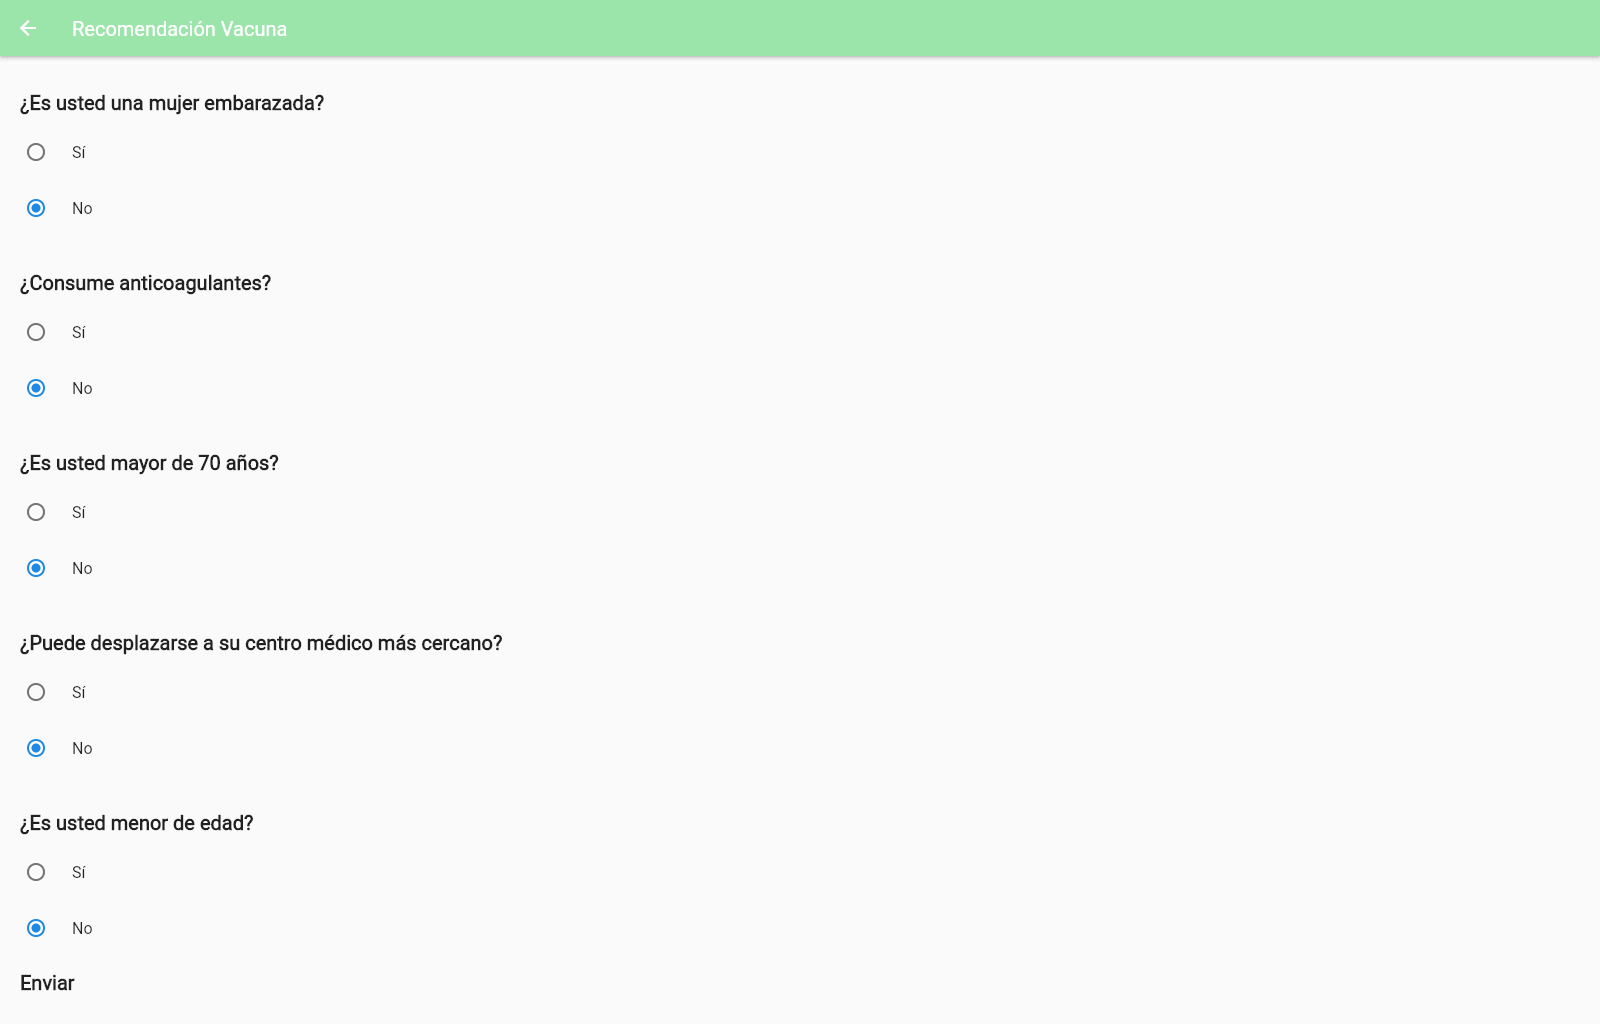 Recomendación Vacuna
¿Es usted una mujer embarazada?
Sí
No
¿Consume anticoagulantes?
Sí
No
¿Es usted mayor de 70 años?
Sí
No
¿Puede desplazarse a su centro médico más cercano?
Sí
No
¿Es usted menor de edad?
Sí
No
Enviar